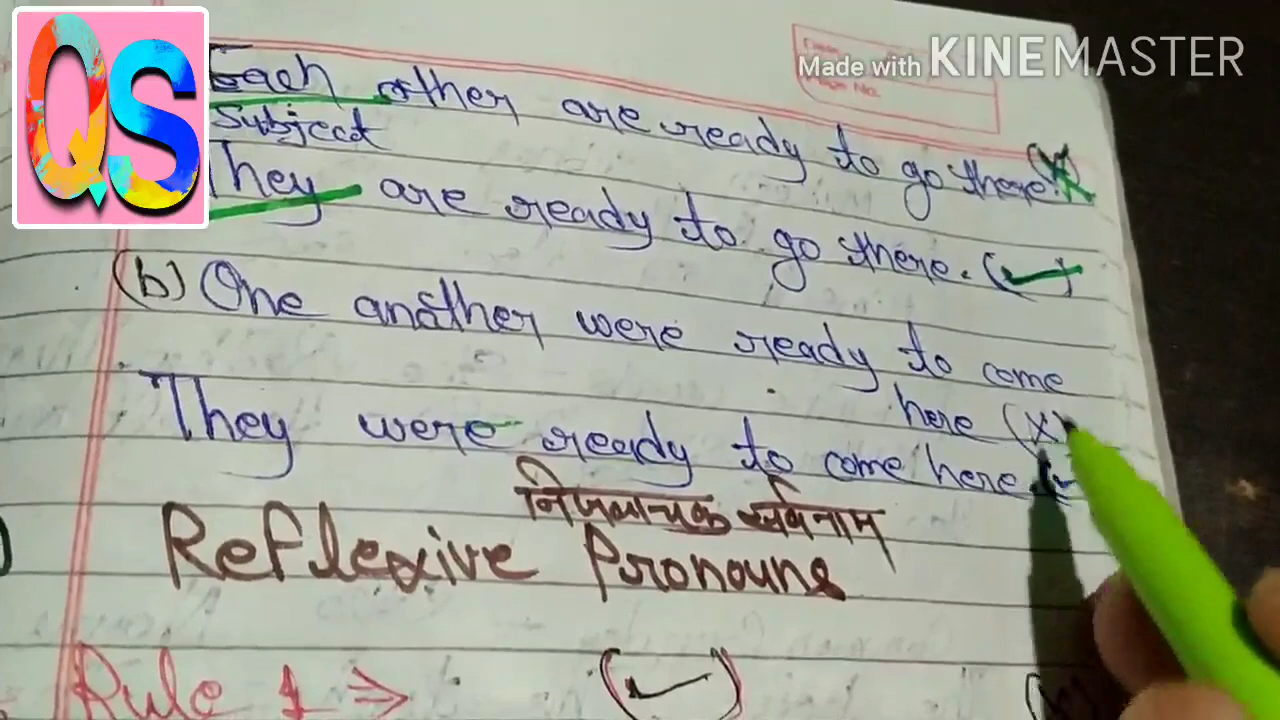 QS
Made with KINEMASTER
Each other are ready to go there. (X)
Subject
They are ready to go there. (✓)
(b) One another were ready to come
here (X)
They were ready to come here. (✓
निजवाचक सर्वनाम
Reflexive Pronouns
Rule 1 ⇒ (✓)